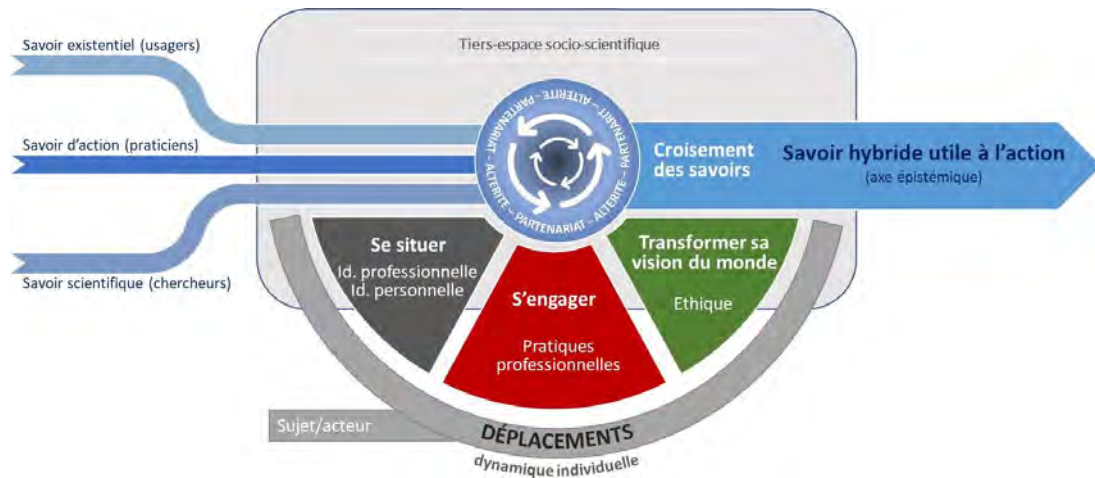 Tiers-espace socio-scientifique
Savoir existentiel (usagers)
Savoir d'action (praticiens)
Savoir scientifique (chercheurs)
PARTENARIAT – ALTERITE – PARTENARIT – ALTERITE – PARTENARIAT – ALTERITE –
Croisement
des savoirs
Savoir hybride utile à l'action
(axe épistémique)
Se situer
Id. professionnelle
Id. personnelle
S'engager
Pratiques
professionnelles
Transformer sa
vision du monde
Ethique
Sujet/acteur
DÉPLACEMENTS
dynamique individuelle